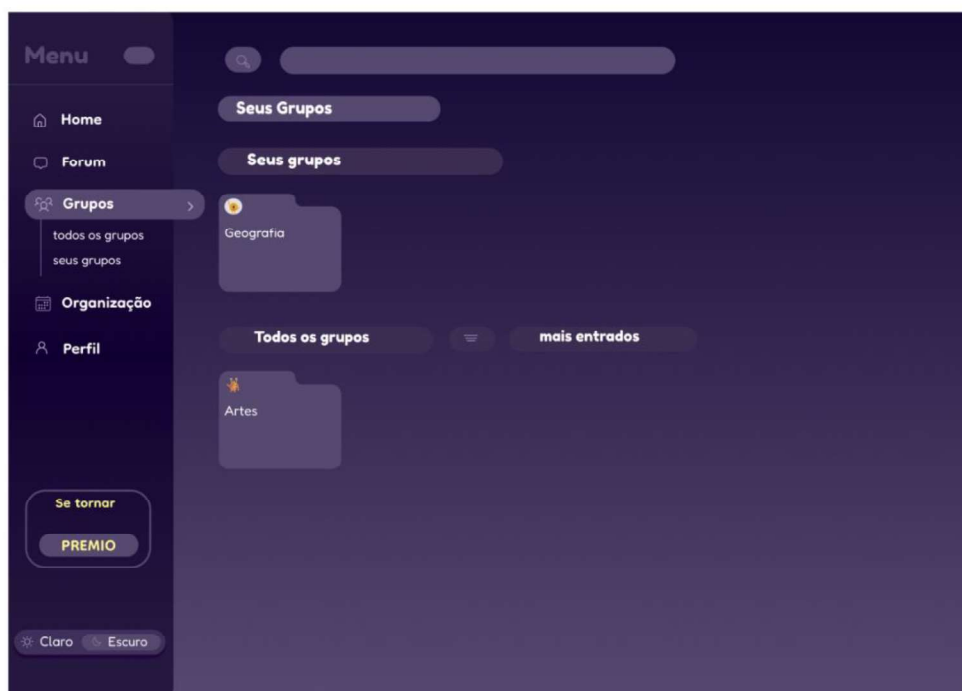 Menu
Home
Forum
Grupos
todos os grupos
seus grupos
Organização
Perfil
Se tornar
PREMIO
Claro
Escuro
Seus Grupos
Seus grupos
Geografia
Todos os grupos
mais entrados
Artes